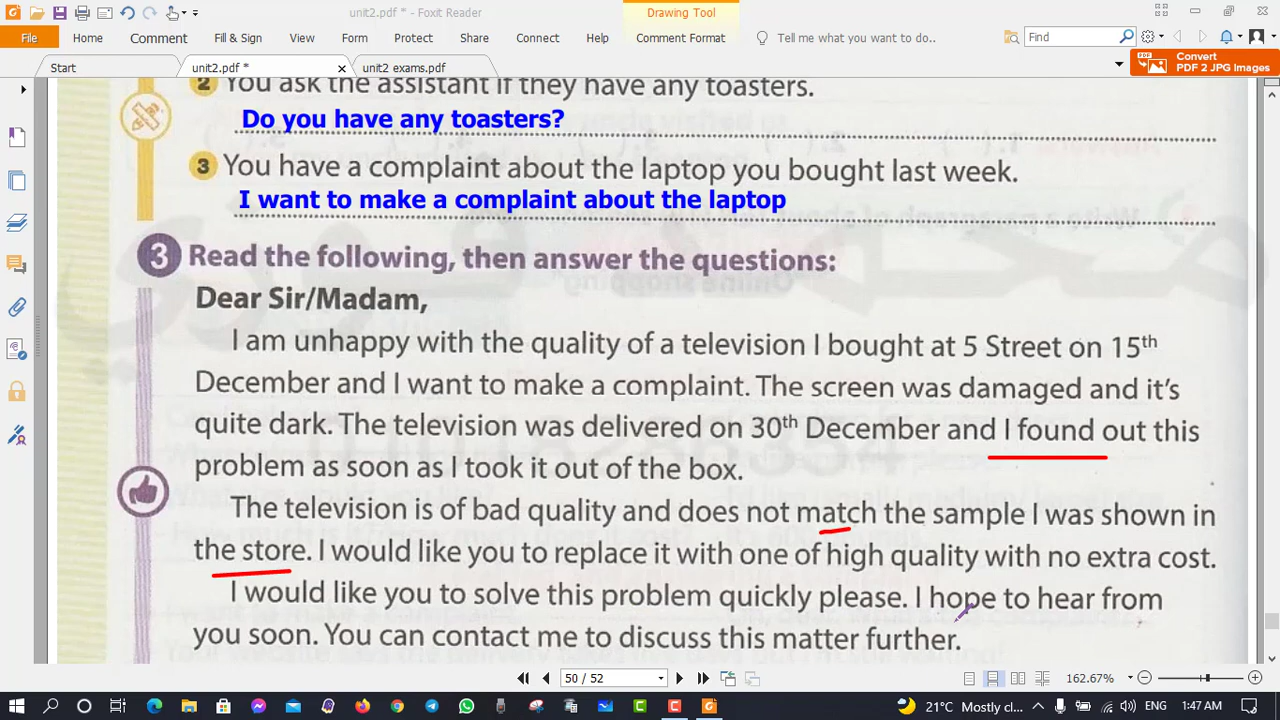 unit2.pdf * - Foxit Reader
Drawing Tool
File Home Comment Fill & Sign View Form Protect Share Connect Help Comment Format Tell me what you want to do.. Find
Start unit2.pdf * unit2 exams.pdf
Convert
PDF 2 JPG Images
2 You ask the assistant if they have any toasters.
Do you have any toasters?
3 You have a complaint about the laptop you bought last week.
I want to make a complaint about the laptop
3 Read the following, then answer the questions:
Dear Sir/Madam,
I am unhappy with the quality of a television I bought at 5 Street on 15th
December and I want to make a complaint. The screen was damaged and it's
quite dark. The television was delivered on 30th December and I found out this
problem as soon as I took it out of the box.
The television is of bad quality and does not match the sample I was shown in
the store. I would like you to replace it with one of high quality with no extra cost.
I would like you to solve this problem quickly please. I hope to hear from
you soon. You can contact me to discuss this matter further.
50 / 52
162.67%
21°C Mostly cl... ENG 1:47 AM